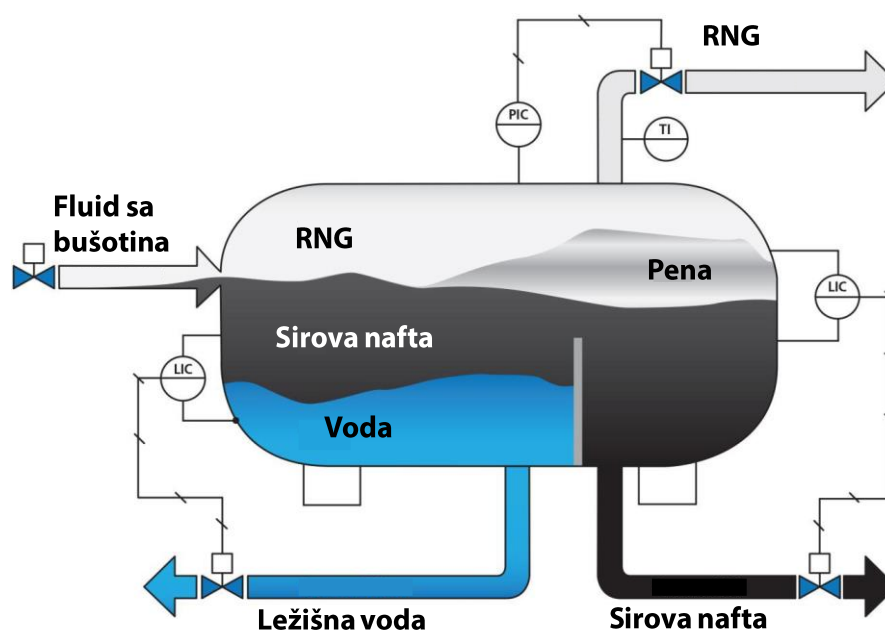 RNG
PIC
TI
Fluid sa
bušotina
RNG
Pena
LIC
Sirova nafta
LIC
Voda
Ležišna voda
Sirova nafta